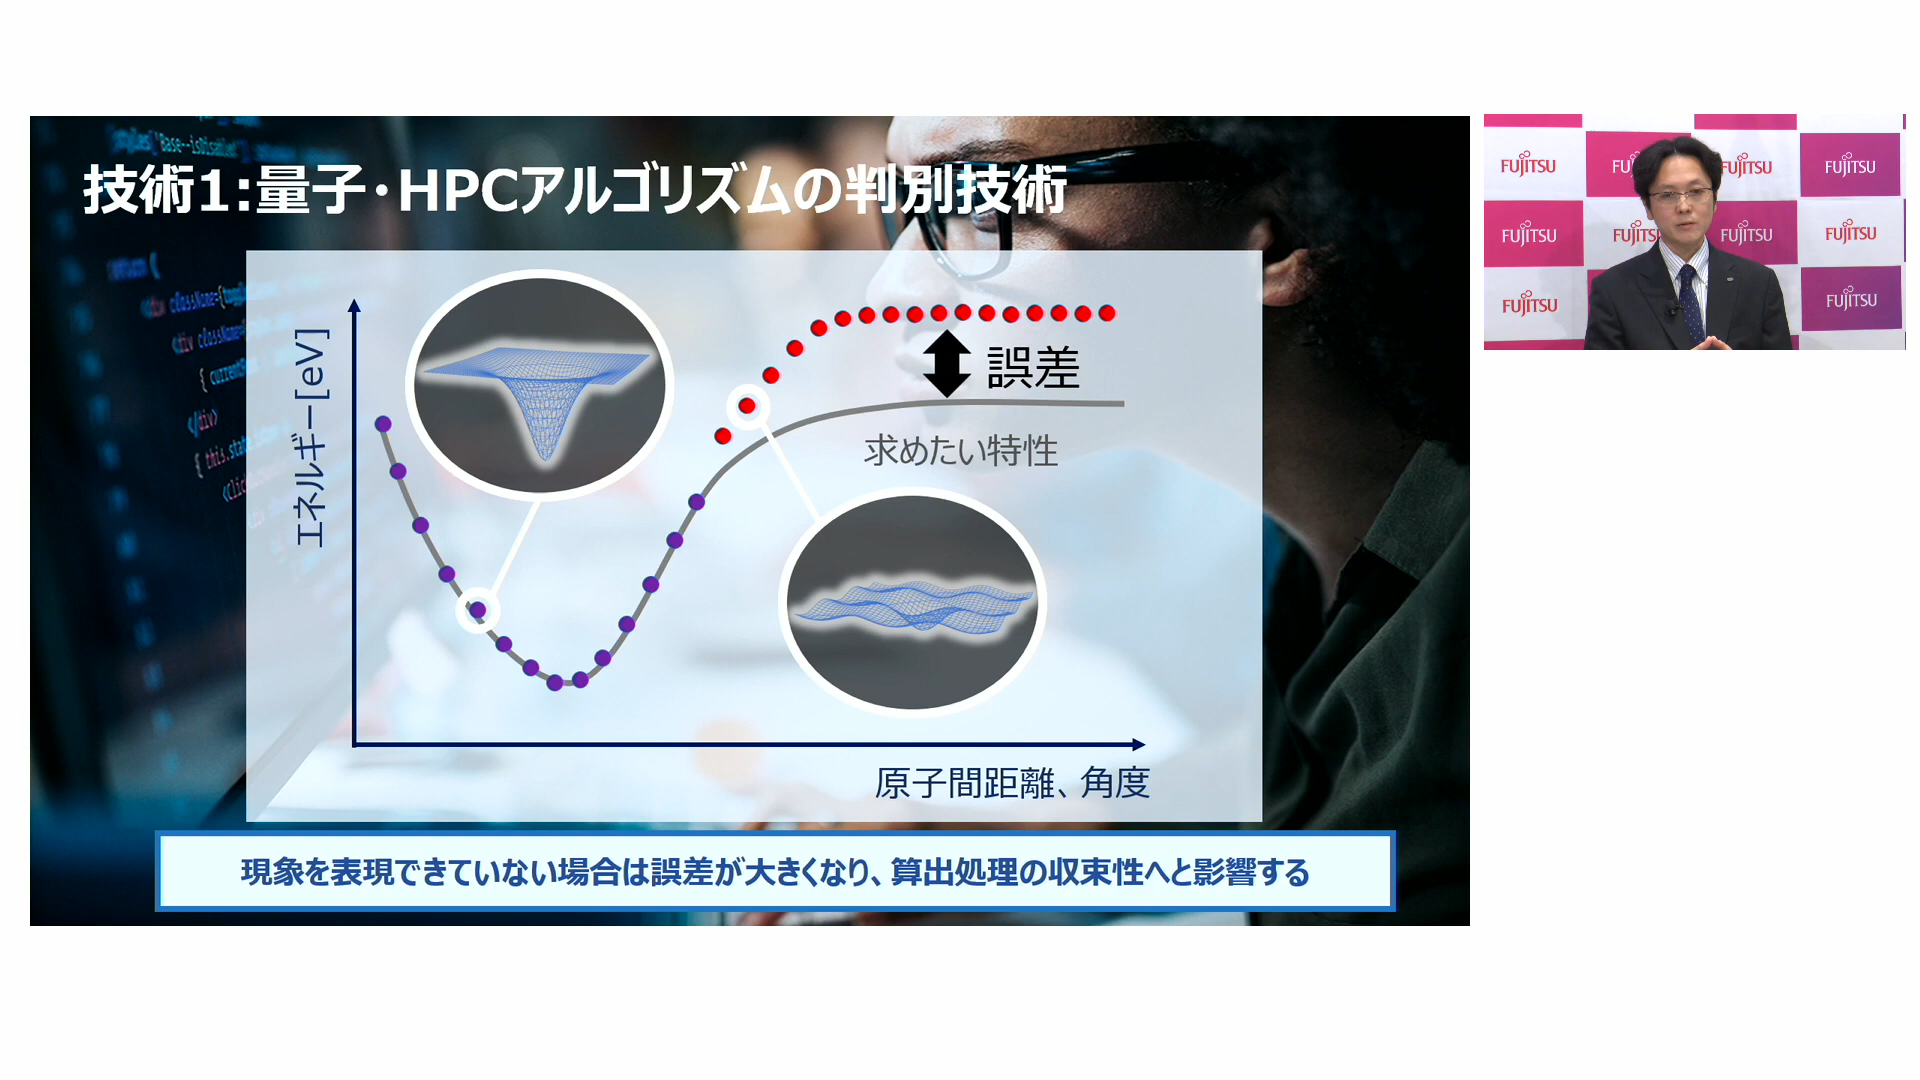 技術1:量子・HPCアルゴリズムの判別技術
エネルギー[eV]
誤差
求めたい特性
原子間距離、角度
現象を表現できていない場合は誤差が大きくなり、算出処理の収束性へと影響する
FUJITSU
FUJITSU
FUJITSU
FUJITSU
FUJITSU
FUJITSU
FUJITSU
FUJITSU
FUJITSU